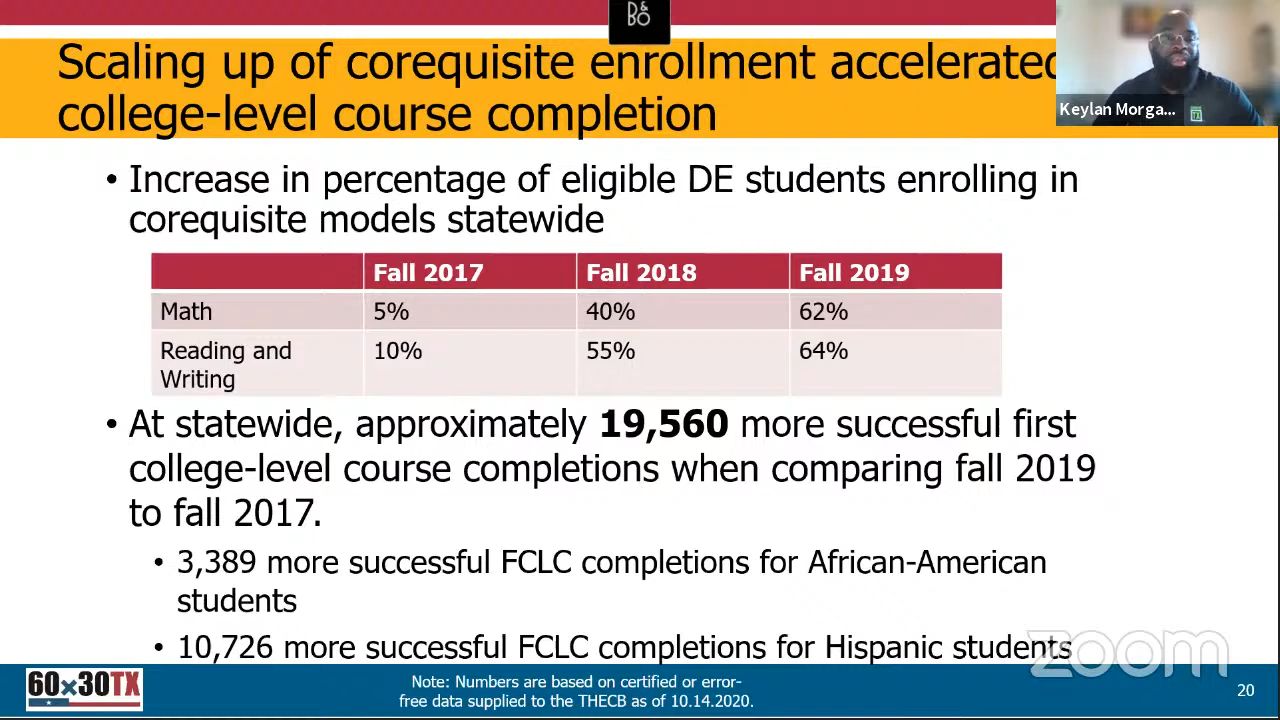 D&BO
Scaling up of corequisite enrollment accelerated
college-level course completion
Keylan Morga...
• Increase in percentage of eligible DE students enrolling in
corequisite models statewide
Fall 2017 Fall 2018 Fall 2019
Math 5% 40% 62%
Reading and Writing 10% 55% 64%
• At statewide, approximately 19,560 more successful first
college-level course completions when comparing fall 2019
to fall 2017.
• 3,389 more successful FCLC completions for African-American
students
• 10,726 more successful FCLC completions for Hispanic students
zoom
60x30TX
Note: Numbers are based on certified or error-
free data supplied to the THECB as of 10.14.2020.
20